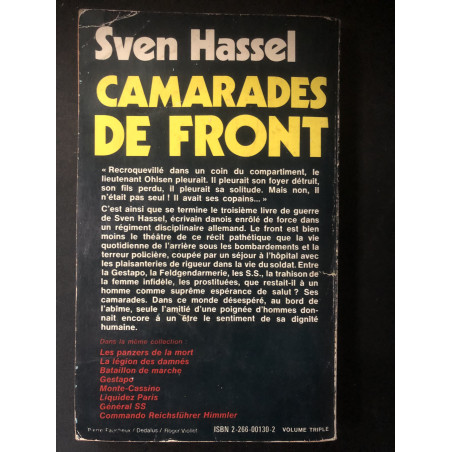 Sven Hassel
CAMARADES
DE FRONT
« Recroquevillé dans un coin du compartiment, le
lieutenant Ohlsen pleurait. Il pleurait son foyer détruit,
son fils perdu, il pleurait sa solitude. Mais non, Il
n'était pas seul ! Il avait ses copains... »
C'est ainsi que se termine le troisième livre de guerre
de Sven Hassel, écrivain danois enrôlé de force dans
un régiment disciplinaire allemand. Le front est bien
moins le théâtre de ce récit pathétique que la vie
quotidienne de l'arrière sous les bombardements et la
terreur policière, coupée par un séjour à l'hôpital avec
les plaisanteries de rigueur dans la vie du soldat. Entre
la Gestapo, la Feldgendarmerie, les S.S., la trahison de
la femme infidèle, les prostituées, que restait-il à un
homme comme suprême espérance de salut ? Ses
camarades. Dans ce monde désespéré, au bord de
l'abîme, seule l'amitié d'une poignée d'hommes don-
nait encore à un être le sentiment de sa dignité
humaine.
Dans la même collection :
Les panzers de la mort
La légion des damnés
Bataillon de marche
Gestapo
Monte-Cassino
Liquidez Paris
Général SS
Commando Reichsführer Himmler
/ Dedalus / Roger Viollet
ISBN 2-266-00130-2
VOLUME TRIPLE